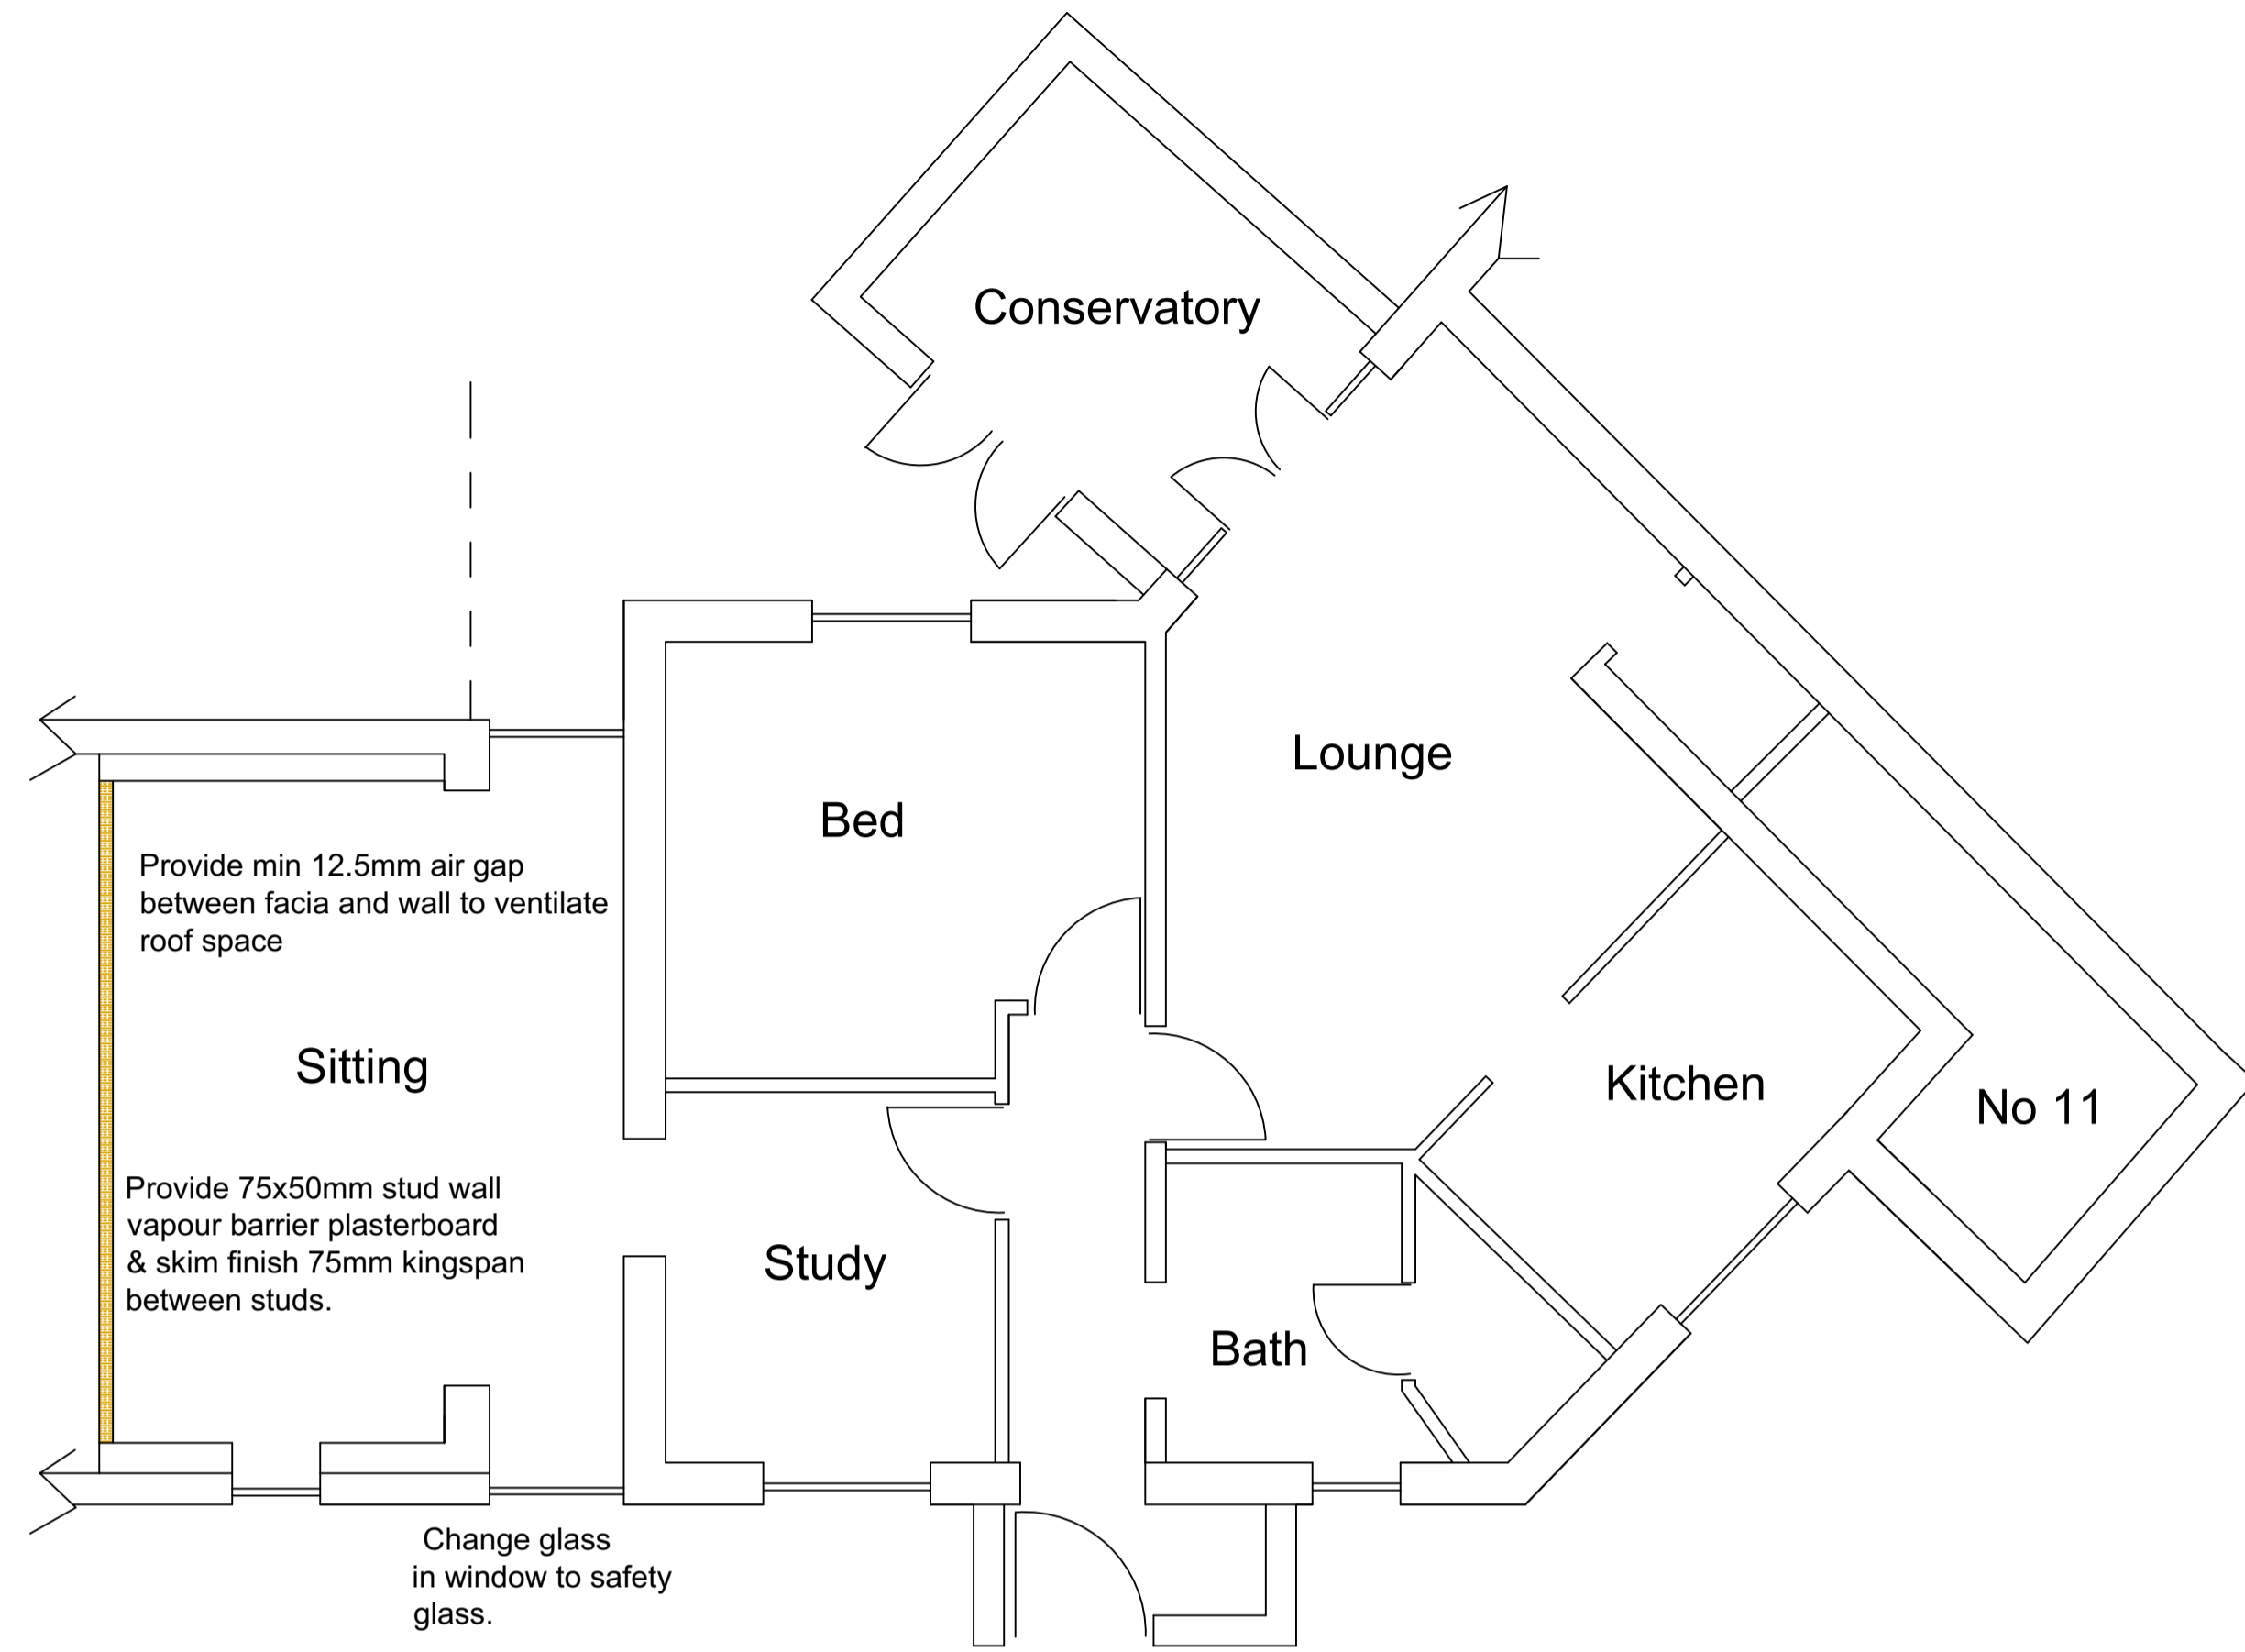 Conservatory
Lounge
Bed
Provide min 12.5mm air gap
between facia and wall to ventilate
roof space
Sitting
Kitchen
No 11
Provide 75x50mm stud wall
vapour barrier plasterboard
& skim finish 75mm kingspan
between studs.
Study
Bath
Change glass
in window to safety
glass.